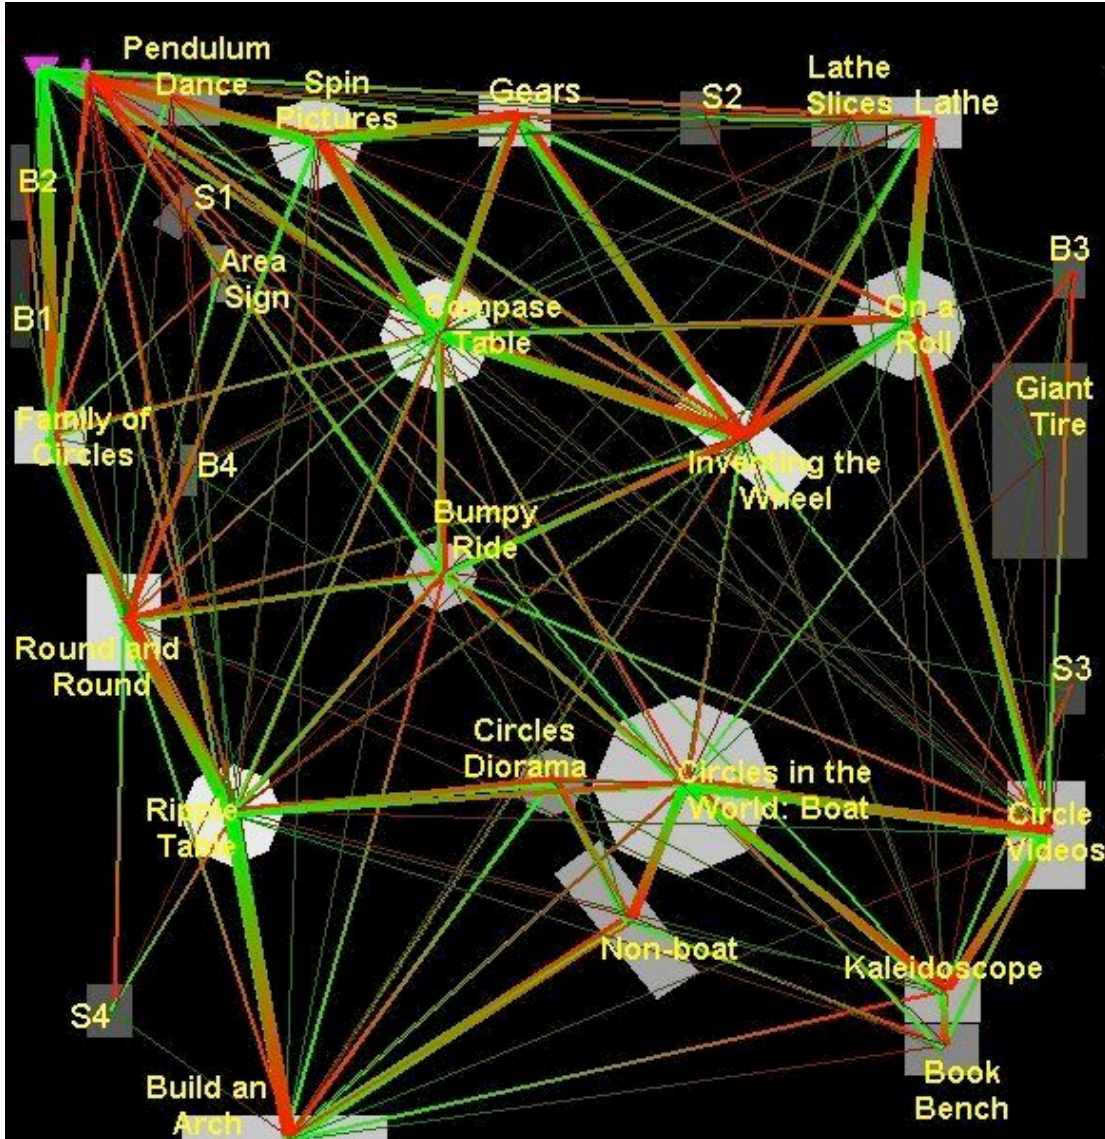 Pendulum
Dance
Spin
Pictures
Gears
S2
Lathe
Slices
Lathe
B2
S1
Area
Sign
B3
B1
Compase
Table
On a
Roll
Giant
Tire
Family of
Circles
B4
Inventing the
Wheel
Bumpy
Ride
Round and
Round
S3
Circles
Diorama
Circles in the
World: Boat
Ripple
Table
Circle
Videos
Non-boat
Kaleidoscope
S4
Build an
Arch
Book
Bench